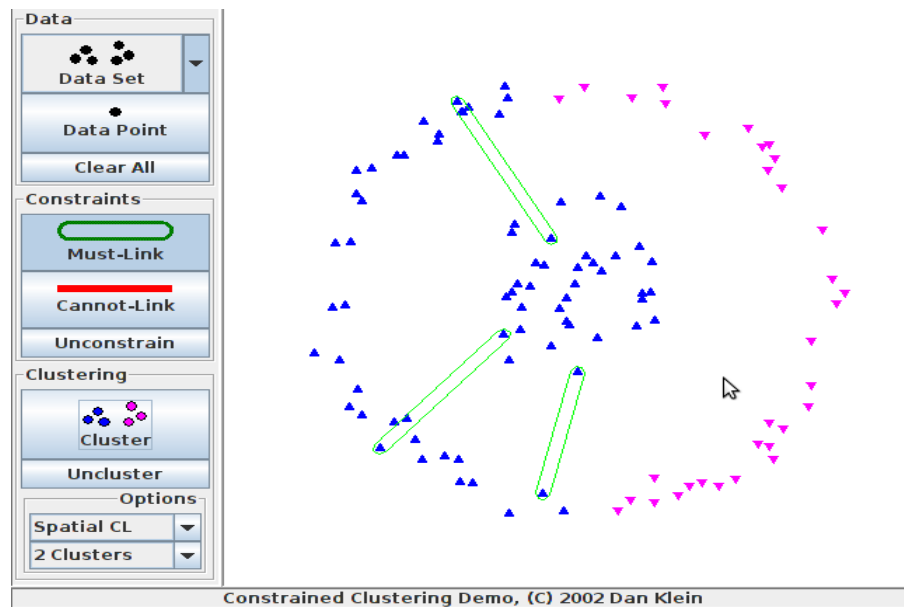 Data
Data Set
Data Point
Clear All
Constraints
Must-Link
Cannot-Link
Unconstrain
Clustering
Cluster
Uncluster
Options
Spatial CL
2 Clusters
Constrained Clustering Demo, (C) 2002 Dan Klein